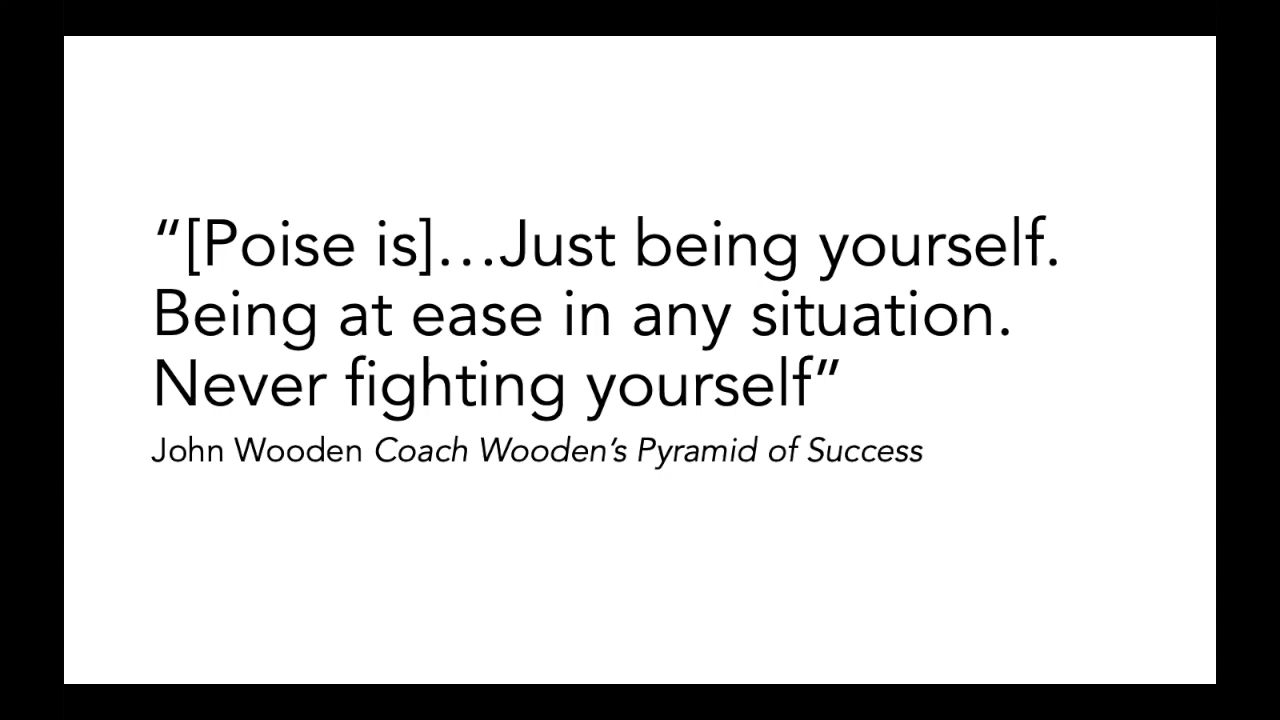 “[Poise is]…Just being yourself.
Being at ease in any situation.
Never fighting yourself”
John Wooden Coach Wooden’s Pyramid of Success